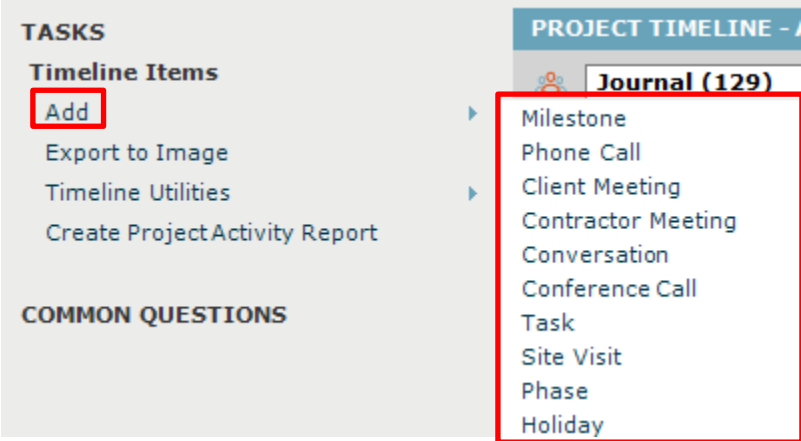 TASKS
Timeline Items
Add
Export to Image
Timeline Utilities
Create Project Activity Report
COMMON QUESTIONS
PROJECT TIMELINE -
Journal (129)
Milestone
Phone Call
Client Meeting
Contractor Meeting
Conversation
Conference Call
Task
Site Visit
Phase
Holiday